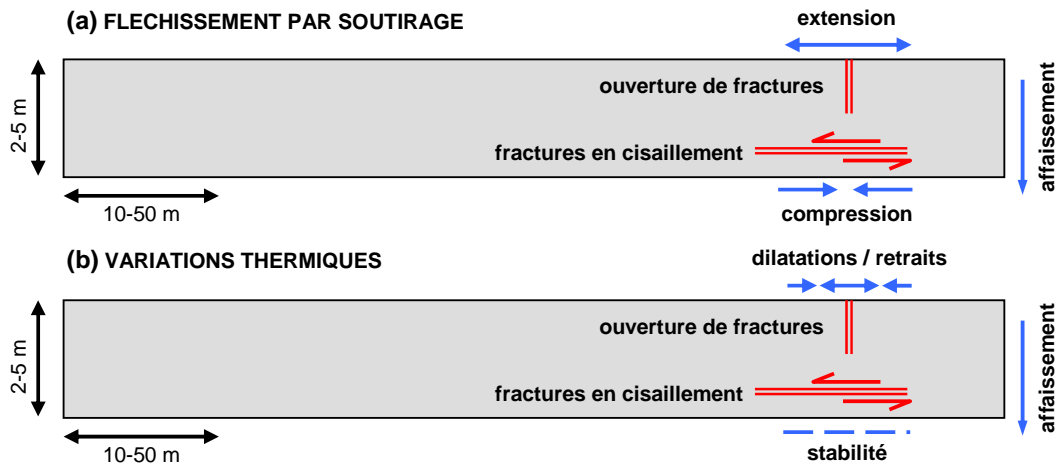 (a) FLECHISSEMENT PAR SOUTIRAGE
extension
ouverture de fractures
2-5 m
affaissement
fractures en cisaillement
10-50 m
compression
(b) VARIATIONS THERMIQUES
dilatations / retraits
ouverture de fractures
2-5 m
affaissement
fractures en cisaillement
10-50 m
stabilité